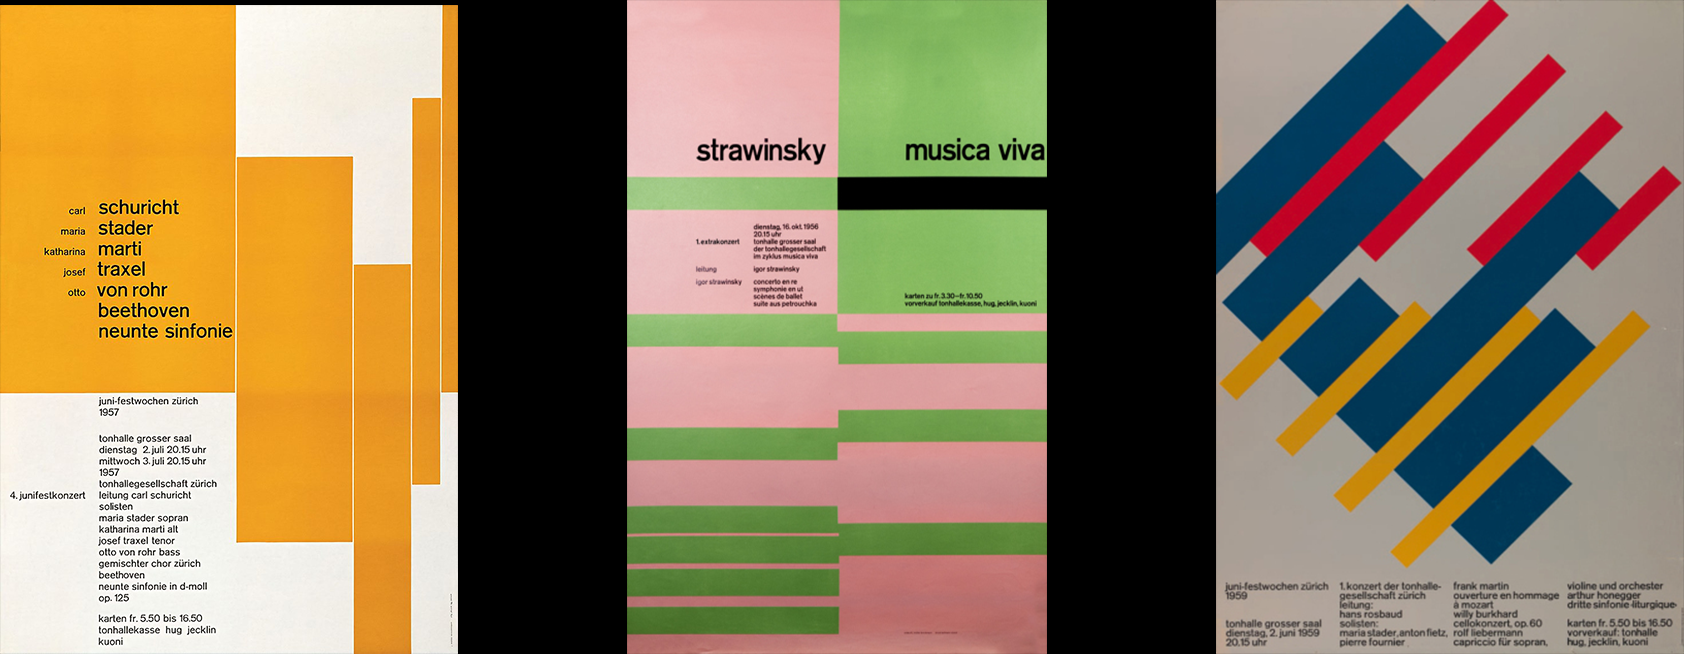 carl schuricht
maria stader
katharina marti
josef traxel
otto von rohr
beethoven
neunte sinfonie
juni-festwochen zürich
1957
tonhalle grosser saal
dienstag 2. juli 20.15 uhr
mittwoch 3. juli 20.15 uhr
1957
tonhallegesellschaft zürich
4. junifestkonzert leitung carl schuricht
solisten
maria stader sopran
katharina marti alt
josef traxel tenor
otto von rohr bass
gemischter chor zürich
beethoven
neunte sinfonie in d-moll
op. 125
karten fr. 5.50 bis 16.50
tonhallekasse hug jecklin
kuoni
strawinsky
musica viva
dienstag, 16. okt. 1956
20.15 uhr
1. extrakonzert tonhalle grosser saal
der tonhallegesellschaft
im zyklus musica viva
leitung igor strawinsky
igor strawinsky concerto en re
symphonie en ut
scènes de ballet
suite aus petrouchka
karten zu fr. 3.30–fr. 10.50
vorverkauf tonhallekasse, hug, jecklin, kuoni
juni-festwochen zürich
1959
tonhalle grosser saal
dienstag, 2. juni 1959
20.15 uhr
1. konzert der tonhalle-
gesellschaft zürich
leitung:
hans rosbaud
solisten:
maria stader, anton fietz,
pierre fournier
frank martin
ouverture en hommage
à mozart
willy burkhard
cellokonzert, op. 60
rolf liebermann
capriccio für sopran,
violine und orchester
arthur honegger
dritte sinfonie-liturgique-
karten fr. 5.50 bis 16.50
vorverkauf: tonhalle
hug, jecklin, kuoni